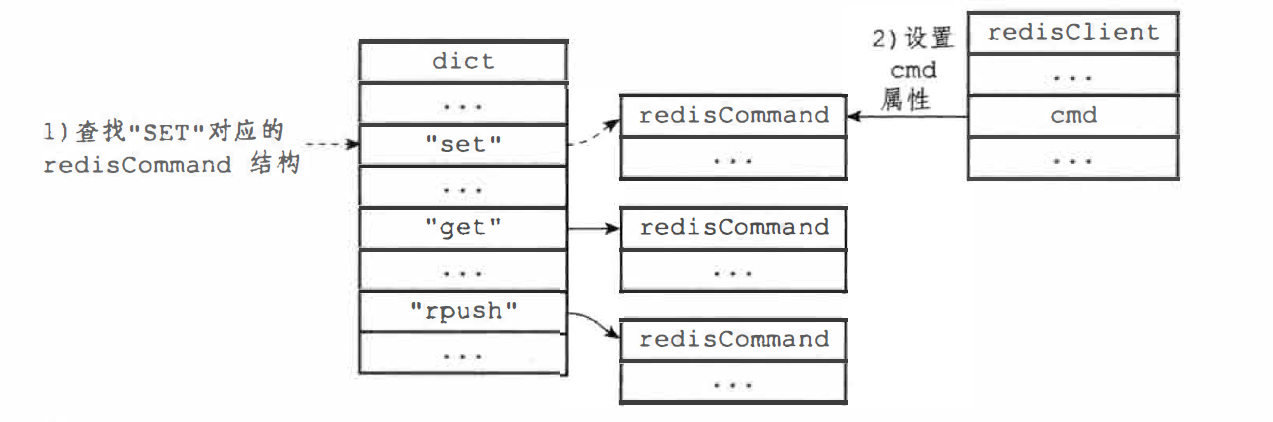 1)查找"SET"对应的
redisCommand 结构
dict
...
"set"
...
"get"
...
"rpush"
...
redisCommand
...
redisCommand
...
redisCommand
...
2)设置
cmd
属性
redisClient
...
cmd
...